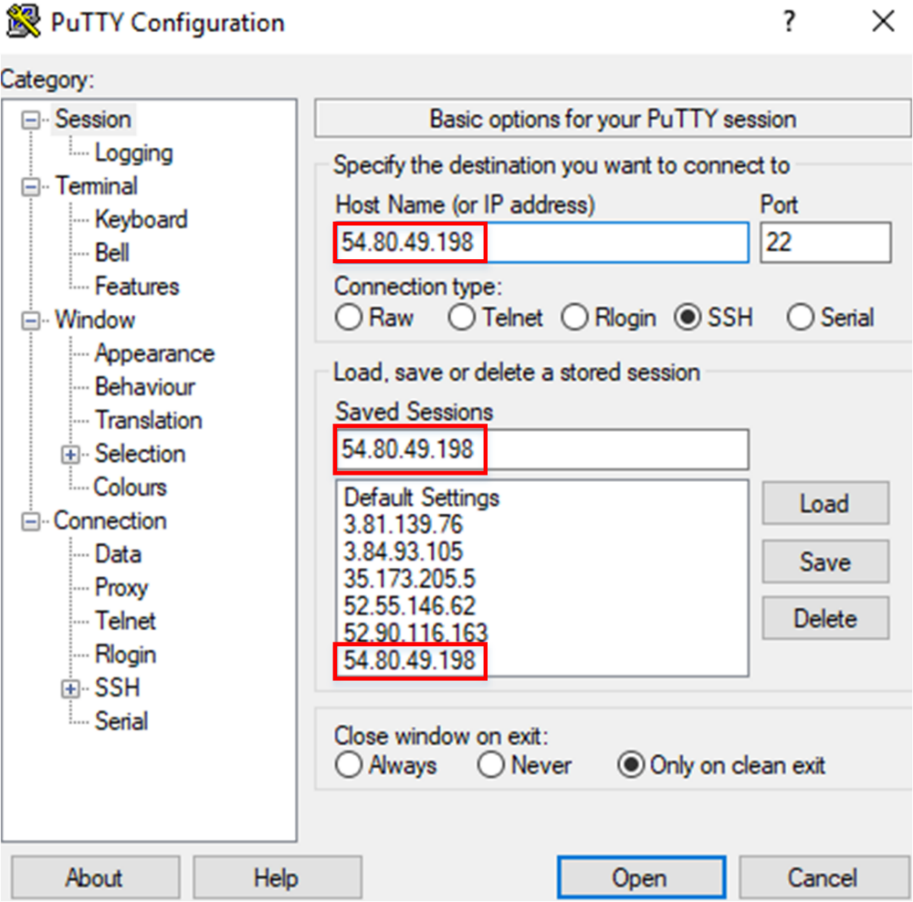 PuTTY Configuration ? ×
Category:
Session
Logging
Terminal
Keyboard
Bell
Features
Window
Appearance
Behaviour
Translation
Selection
Colours
Connection
Data
Proxy
Telnet
Rlogin
SSH
Serial
Basic options for your PuTTY session
Specify the destination you want to connect to
Host Name (or IP address) Port
54.80.49.198 22
Connection type:
Raw Telnet Rlogin SSH Serial
Load, save or delete a stored session
Saved Sessions
54.80.49.198
Default Settings
3.81.139.76
3.84.93.105
35.173.205.5
52.55.146.62
52.90.116.163
54.80.49.198
Load
Save
Delete
Close window on exit:
Always Never Only on clean exit
About Help Open Cancel